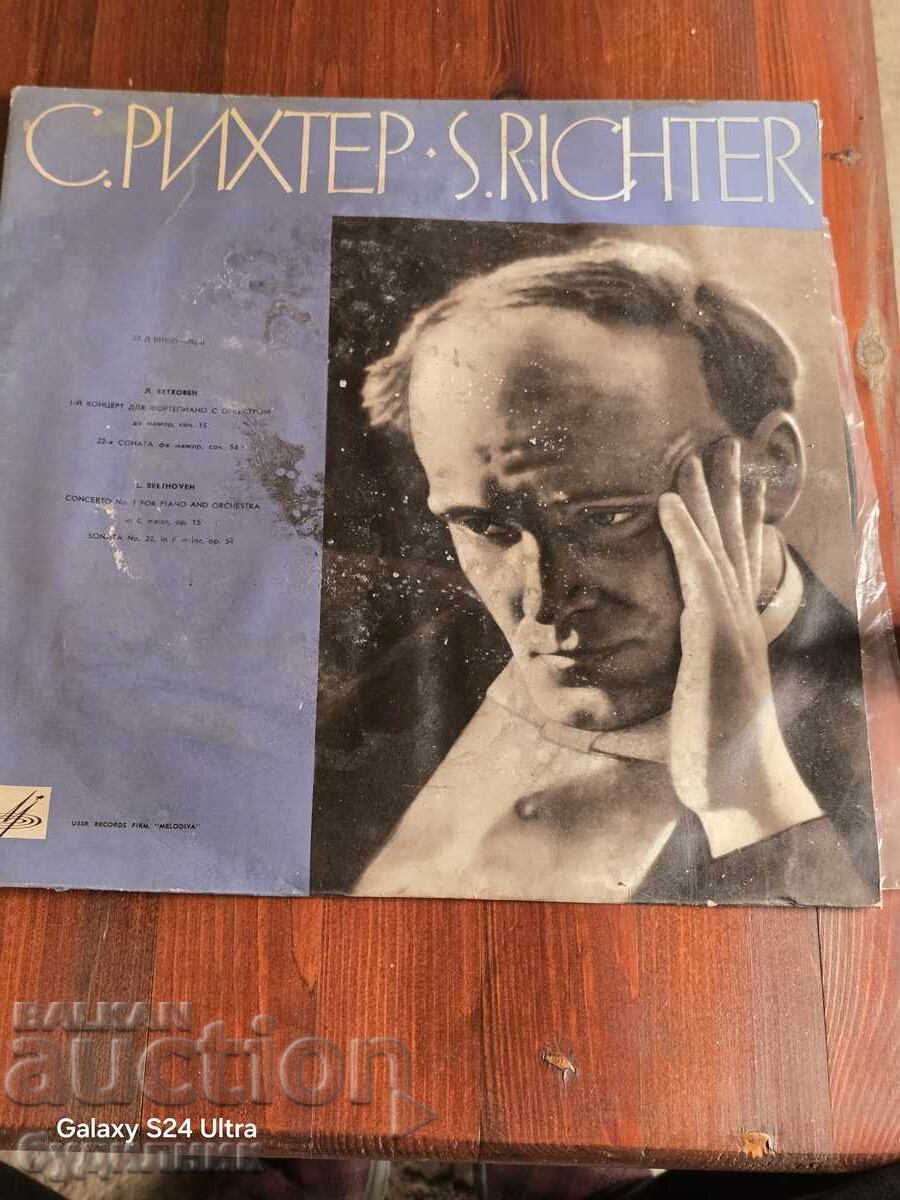 С.РИХТЕР · S.RICHTER
Л. БЕТХОВЕН
1-Й КОНЦЕРТ ДЛЯ ФОРТЕПИАНО С ОРКЕСТРОМ
до мажор, соч. 15
22-я СОНАТА фа мажор, соч. 54
L. BEETHOVEN
CONCERTO No. 1 FOR PIANO AND ORCHESTRA
in C major, op. 15
SONATA No. 22, in F major, op. 54
USSR RECORDS FIRM "MELODIYA"
BALKAN
auction
Galaxy S24 Ultra
будилник